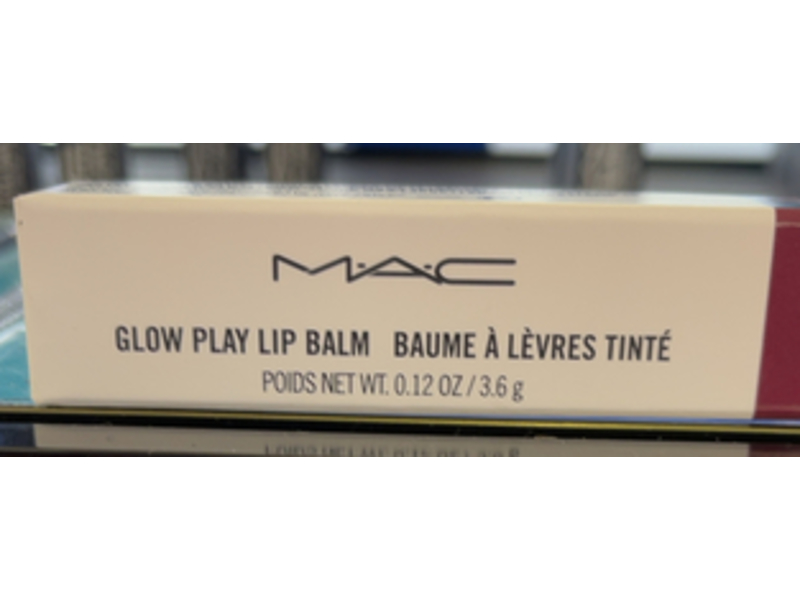 M·A·C
GLOW PLAY LIP BALM BAUME À LÈVRES TINTÉ
POIDS NET WT. 0.12 OZ / 3.6 g